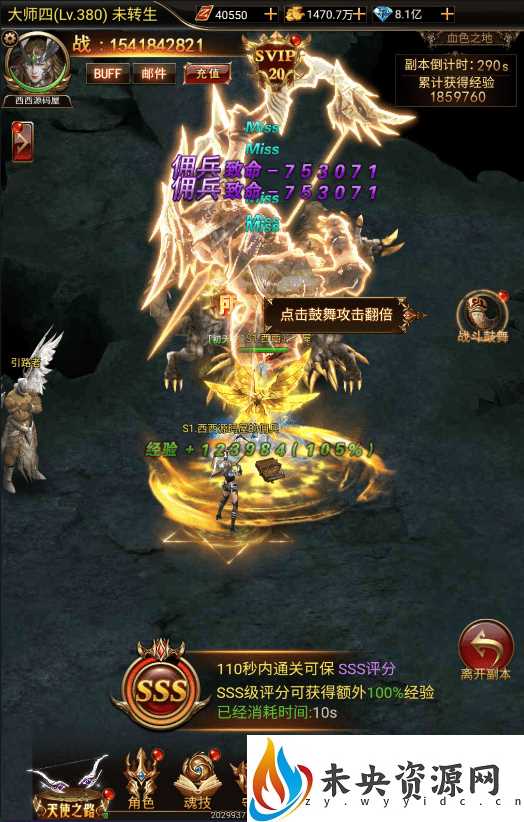 大师四(Lv.380) 未转生
40550
1470.7万
8.1亿
战:1541842821
BUFF
邮件
充值
SVIP
20
西西源码屋
血色之地
副本倒计时:290s
累计获得经验
1859760
Miss
Miss
佣兵致命-753071
佣兵致命-753071
Miss
Miss
点击鼓舞攻击翻倍
战斗鼓舞
引路者
S1.西西源码屋的佣兵
经验+123984(105%)
SSS
110秒内通关可保 SSS评分
SSS级评分可获得额外100%经验
已经消耗时间:10s
离开副本
天使之路
角色
魂技
2029937
未央资源网
zy.wyyidc.cn